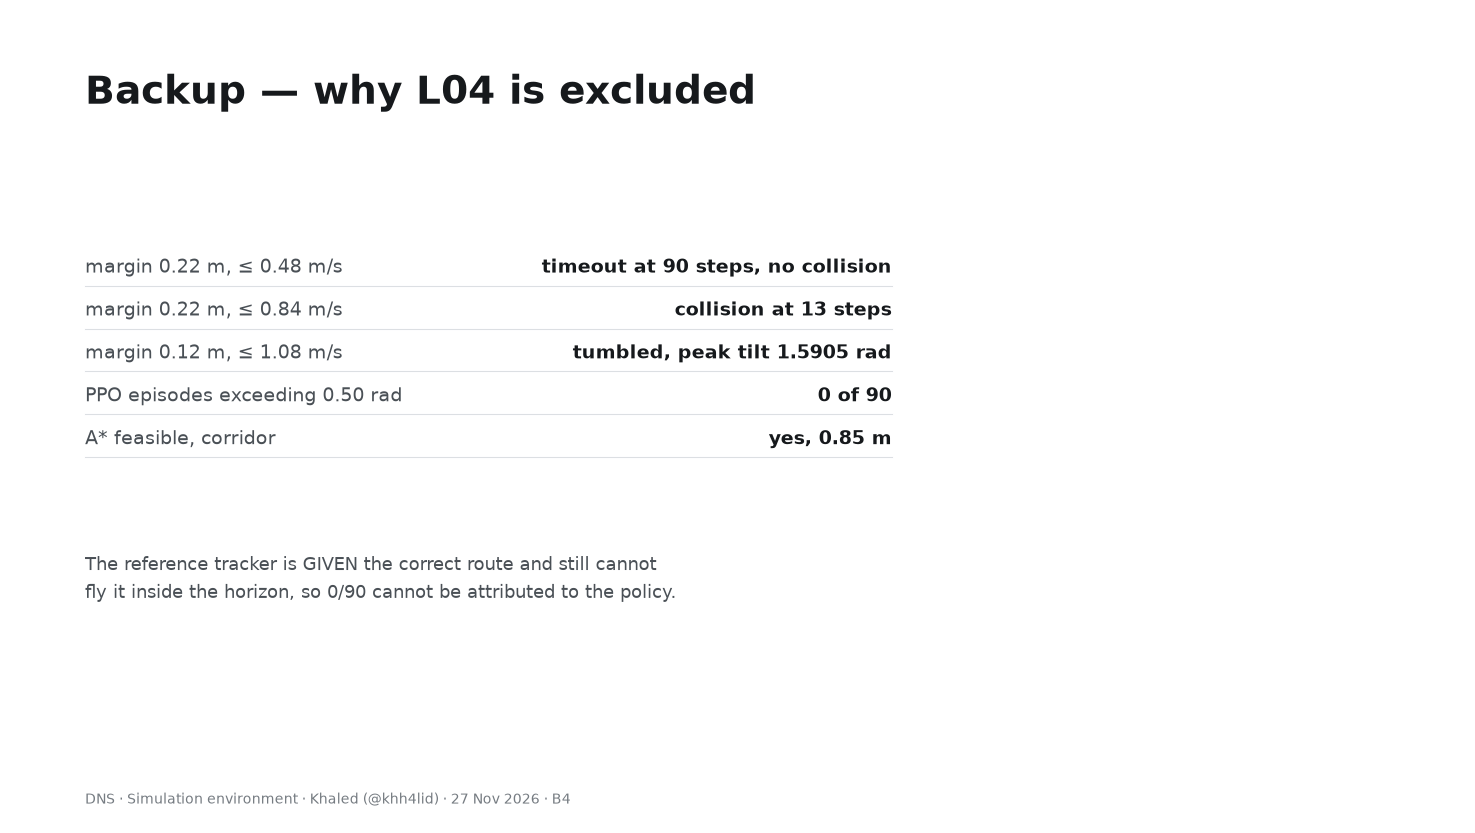 Backup — why L04 is excluded
margin 0.22 m, ≤ 0.48 m/s timeout at 90 steps, no collision
margin 0.22 m, ≤ 0.84 m/s collision at 13 steps
margin 0.12 m, ≤ 1.08 m/s tumbled, peak tilt 1.5905 rad
PPO episodes exceeding 0.50 rad 0 of 90
A* feasible, corridor yes, 0.85 m
The reference tracker is GIVEN the correct route and still cannot
fly it inside the horizon, so 0/90 cannot be attributed to the policy.
DNS · Simulation environment · Khaled (@khh4lid) · 27 Nov 2026 · B4